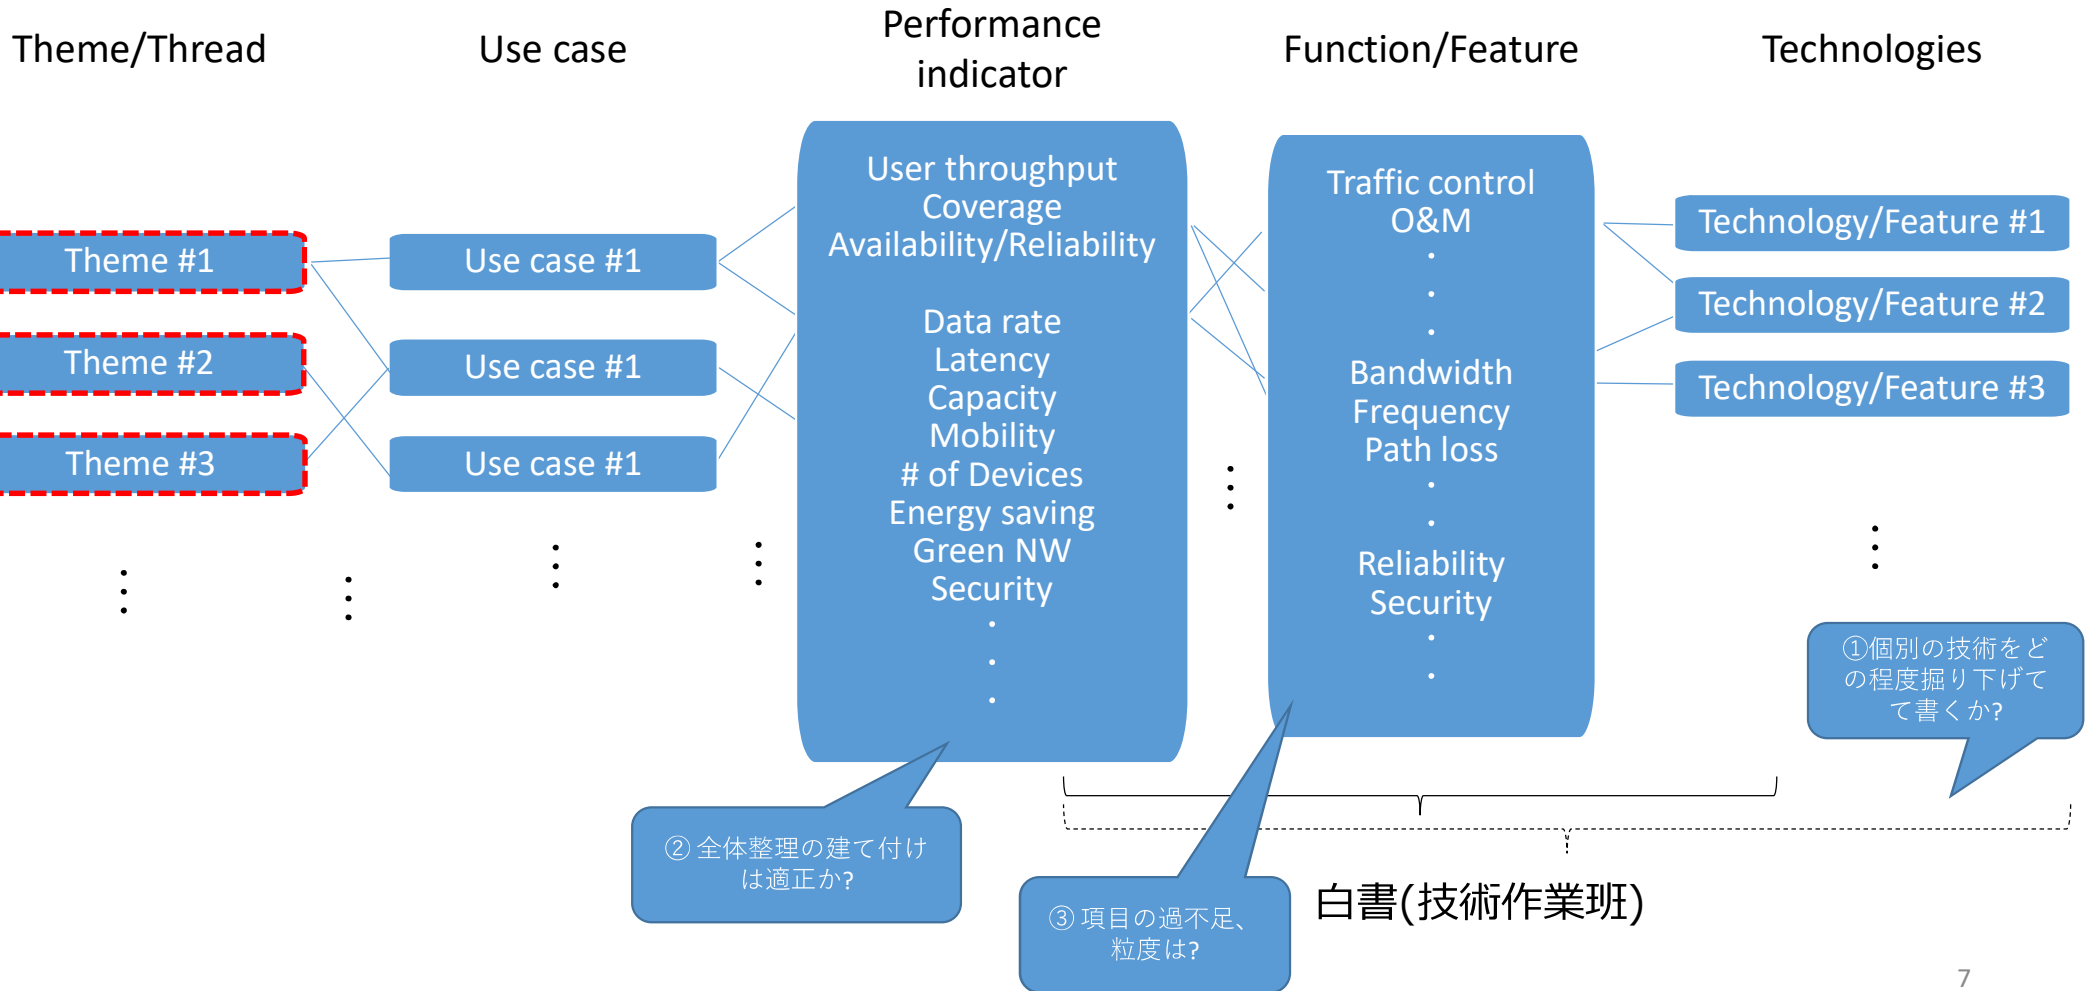 Theme/Thread
Use case
Performance
indicator
Function/Feature
Technologies
Theme #1
Theme #2
Theme #3
Use case #1
Use case #1
Use case #1
User throughput
Coverage
Availability/Reliability
Data rate
Latency
Capacity
Mobility
# of Devices
Energy saving
Green NW
Security
Traffic control
O&M
Bandwidth
Frequency
Path loss
Reliability
Security
Technology/Feature #1
Technology/Feature #2
Technology/Feature #3
①個別の技術をど
の程度掘り下げて
て書くか?
② 全体整理の建て付け
は適正か?
③ 項目の過不足、
粒度は?
白書(技術作業班)
7